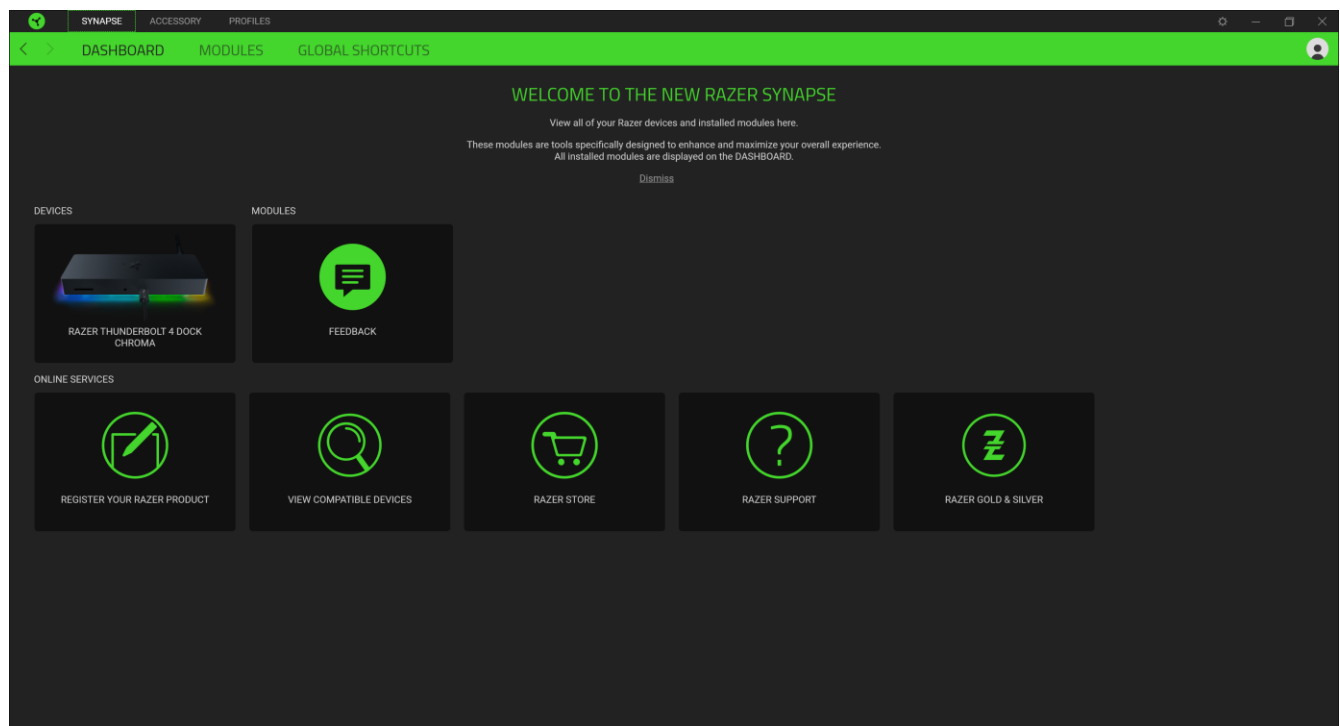 SYNAPSE ACCESSORY PROFILES
DASHBOARD MODULES GLOBAL SHORTCUTS
WELCOME TO THE NEW RAZER SYNAPSE
View all of your Razer devices and installed modules here.
These modules are tools specifically designed to enhance and maximize your overall experience.
All installed modules are displayed on the DASHBOARD.
Dismiss
DEVICES MODULES
RAZER THUNDERBOLT 4 DOCK
CHROMA
FEEDBACK
ONLINE SERVICES
REGISTER YOUR RAZER PRODUCT
VIEW COMPATIBLE DEVICES
RAZER STORE
RAZER SUPPORT
RAZER GOLD & SILVER